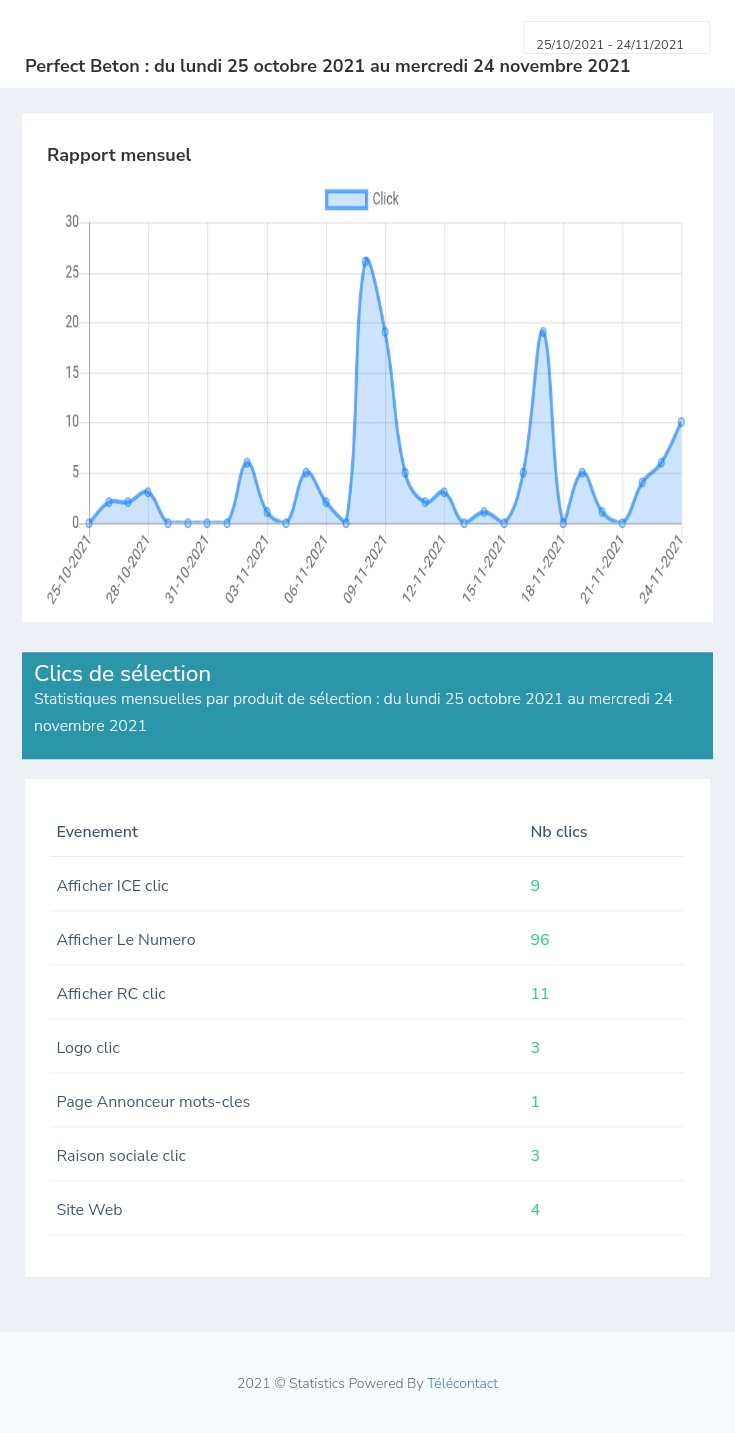 25/10/2021 - 24/11/2021
Perfect Beton : du lundi 25 octobre 2021 au mercredi 24 novembre 2021
Rapport mensuel
Click
30
25
20
15
10
5
0
25-10-2021
28-10-2021
31-10-2021
03-11-2021
06-11-2021
09-11-2021
12-11-2021
15-11-2021
18-11-2021
21-11-2021
24-11-2021
Clics de sélection
Statistiques mensuelles par produit de sélection : du lundi 25 octobre 2021 au mercredi 24
novembre 2021
Evenement Nb clics
Afficher ICE clic 9
Afficher Le Numero 96
Afficher RC clic 11
Logo clic 3
Page Annonceur mots-cles 1
Raison sociale clic 3
Site Web 4
2021 © Statistics Powered By Télécontact